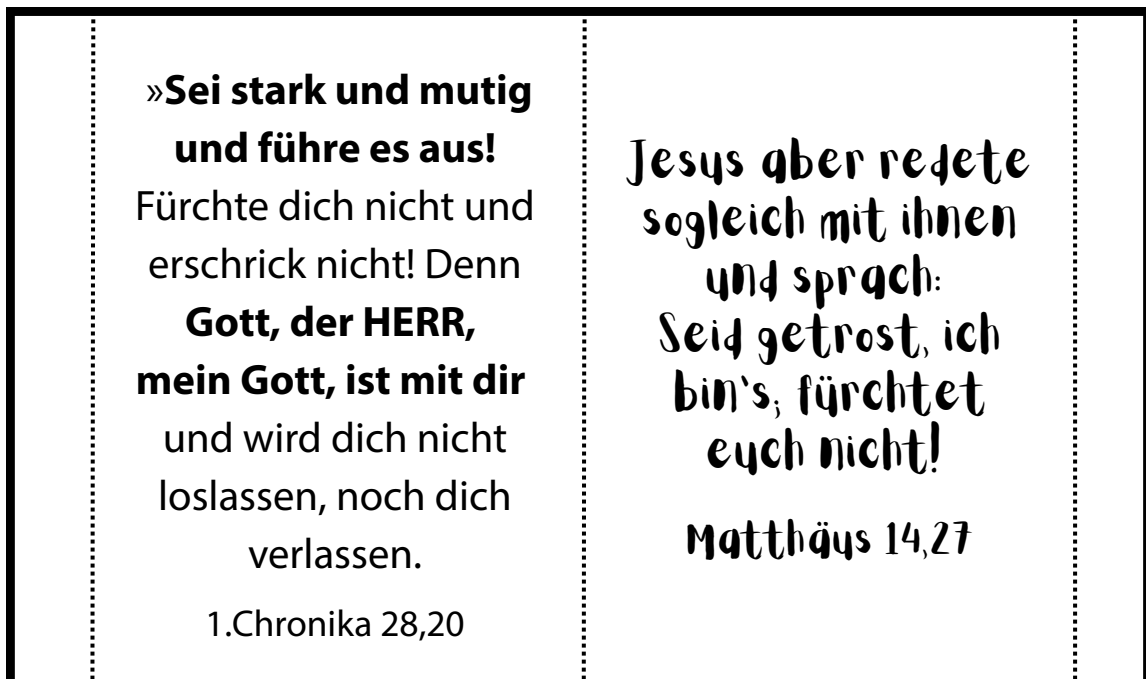 »Sei stark und mutig
und führe es aus!
Fürchte dich nicht und
erschrick nicht! Denn
Gott, der HERR,
mein Gott, ist mit dir
und wird dich nicht
loslassen, noch dich
verlassen.
1.Chronika 28,20
Jesus aber redete
sogleich mit ihnen
und sprach:
Seid getrost, ich
bin's; fürchtet
euch nicht!
Matthäus 14,27